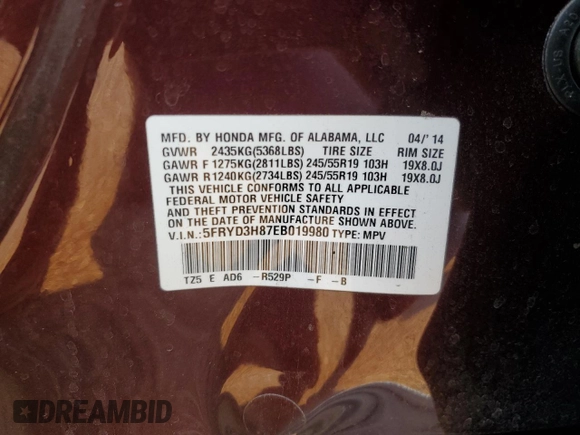 MFD. BY HONDA MFG. OF ALABAMA, LLC 04/'14
GVWR 2435KG(5368LBS) TIRE SIZE RIM SIZE
GAWR F 1275KG(2811LBS) 245/55R19 103H 19X8.0J
GAWR R1240KG(2734LBS) 245/55R19 103H 19X8.0J
THIS VEHICLE CONFORMS TO ALL APPLICABLE
FEDERAL MOTOR VEHICLE SAFETY
AND THEFT PREVENTION STANDARDS IN EFFECT
ON THE DATE OF MANUFACTURE SHOWN ABOVE.
V.I.N.:5FRYD3H87EB019980 TYPE: MPV
TZ5 E AD6 -R529P -F -B -
DREAMBID